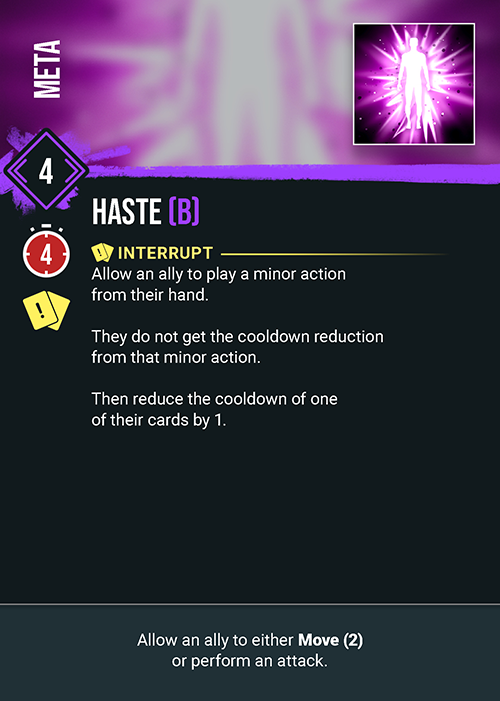 META
4
HASTE (B)
4
INTERRUPT
Allow an ally to play a minor action
from their hand.
They do not get the cooldown reduction
from that minor action.
Then reduce the cooldown of one
of their cards by 1.
Allow an ally to either Move (2)
or perform an attack.